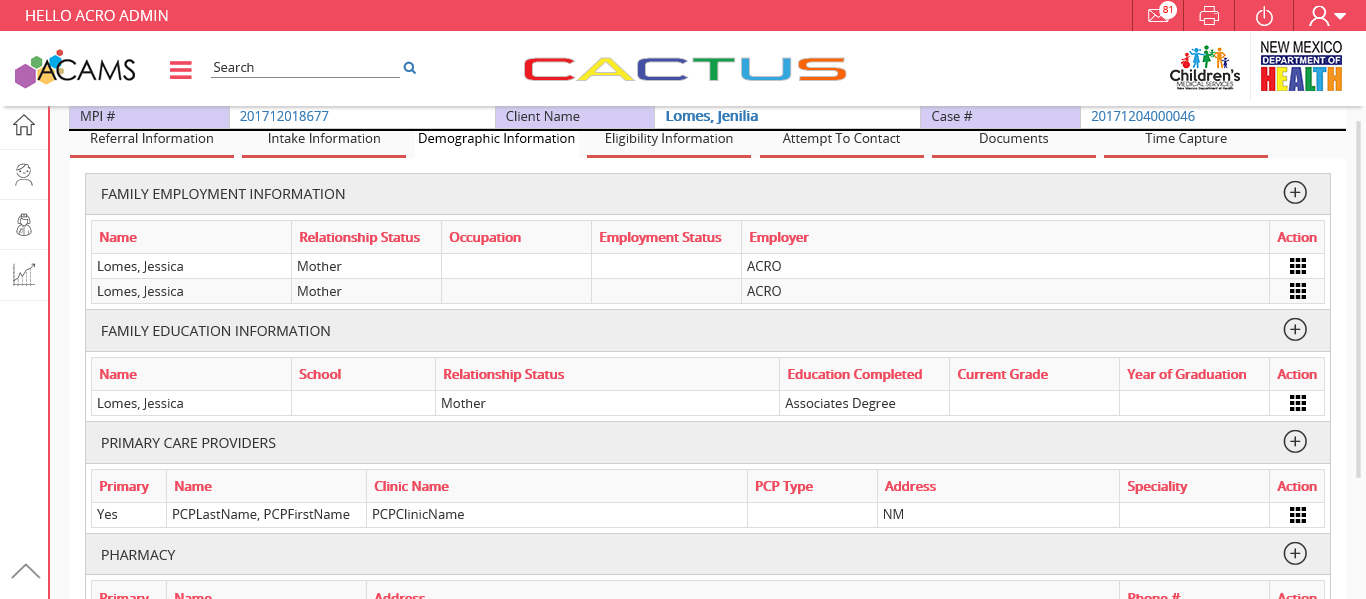 HELLO ACRO ADMIN
81
ACAMS
Search
CACTUS
Children's
MEDICAL SERVICES
New Mexico Department of Health
NEW MEXICO
DEPARTMENT OF
HEALTH
MPI # 201712018677 Client Name Lomes, Jenilia Case # 20171204000046
Referral Information Intake Information Demographic Information Eligibility Information Attempt To Contact Documents Time Capture
FAMILY EMPLOYMENT INFORMATION
Name Relationship Status Occupation Employment Status Employer Action
Lomes, Jessica Mother ACRO
Lomes, Jessica Mother ACRO
FAMILY EDUCATION INFORMATION
Name School Relationship Status Education Completed Current Grade Year of Graduation Action
Lomes, Jessica Mother Associates Degree
PRIMARY CARE PROVIDERS
Primary Name Clinic Name PCP Type Address Speciality Action
Yes PCPLastName, PCPFirstName PCPClinicName NM
PHARMACY
Primary Name Address Phone # Action